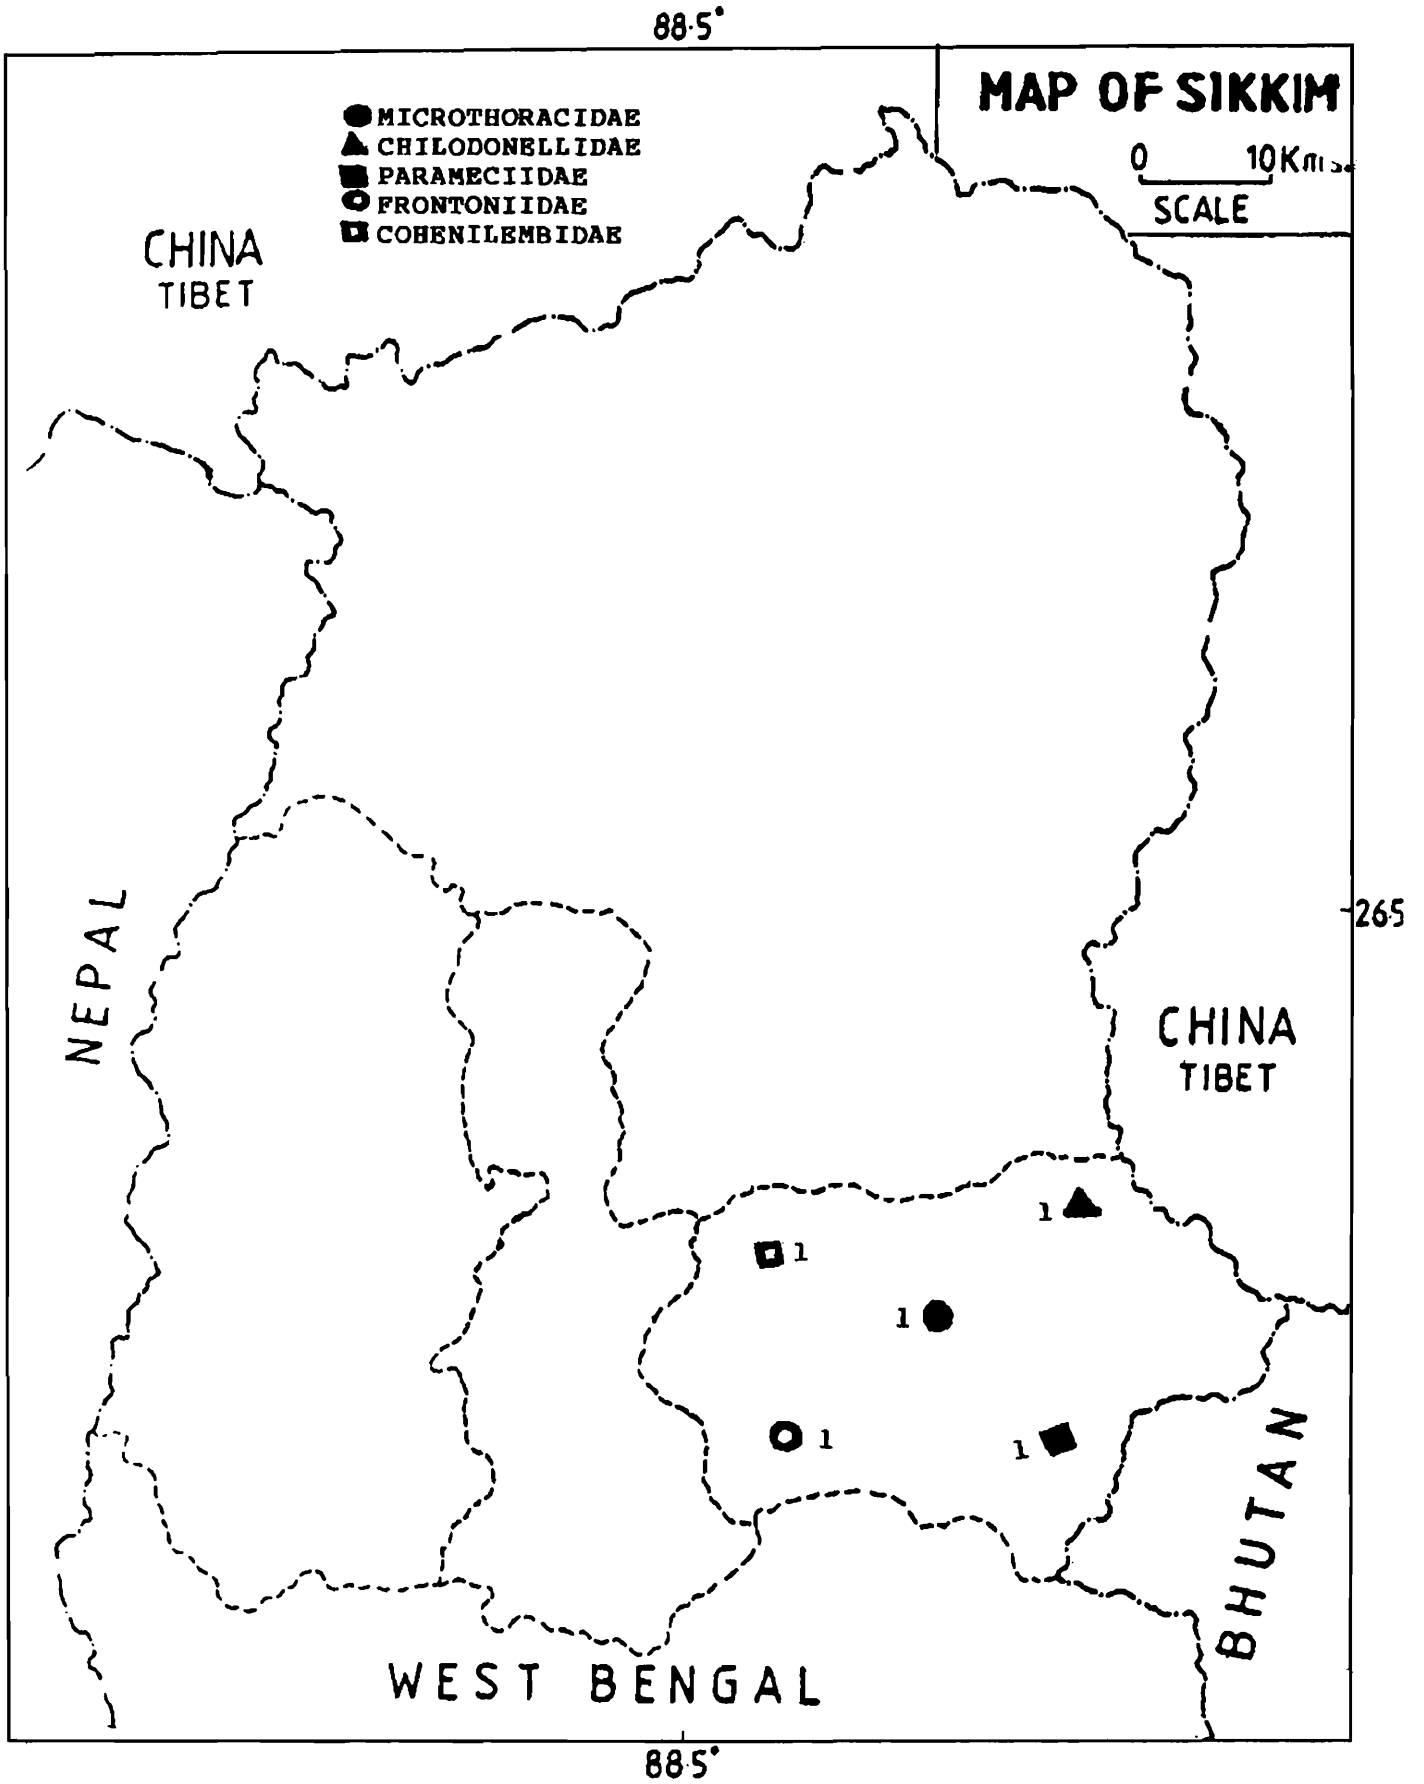 88·5°
MAP OF SIKKIM
0 10Kms.
SCALE
MICROTHORACIDAE
CHILODONELLIDAE
PARAMECIIDAE
FRONTONIIDAE
COHENILEMBIDAE
CHINA
TIBET
NEPAL
26·5
CHINA
TIBET
1
1
1
1
1
BHUTAN
WEST BENGAL
88·5°